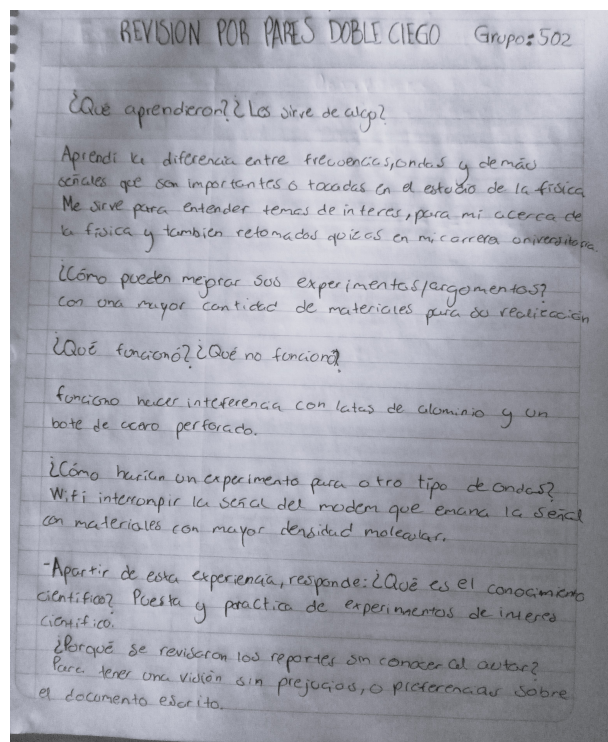 REVISION POR PARES DOBLE CIEGO Grupo: 502
¿Qué aprendieron? ¿Les sirve de algo?
Aprendi la diferencia entre frecuencias, ondas y demás
señales que son importantes o tocadas en el estudio de la física
Me sirve para entender temas de interes, para mi acerca de
la física y tambien retomados quizas en mi carrera universitaria.
¿Cómo pueden mejorar sus experimentos/argumentos?
con una mayor cantidad de materiales para su realización
¿Qué funcionó? ¿Qué no funcionó?
funciono hacer inteferencia con latas de aluminio y un
bote de acero perforado.
¿Cómo harian un experimento para otro tipo de ondas?
Wifi interrompir la señal del modem que emana la señal
con materiales con mayor densidad molecular.
-Apartir de esta experiencia, responde: ¿Qué es el conocimiento
científico? Puesta y practica de experimentos de interes
cientifico.
¿Porqué se revisaron los reportes sin conocer al autor?
Para tener una visión sin prejucios, o preferencias sobre
el documento escrito.